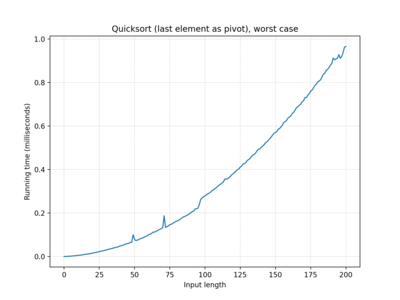 Quicksort (last element as pivot), worst case
1.0
0.8
0.6
0.4
0.2
0.0
Running time (milliseconds)
0 25 50 75 100 125 150 175 200
Input length